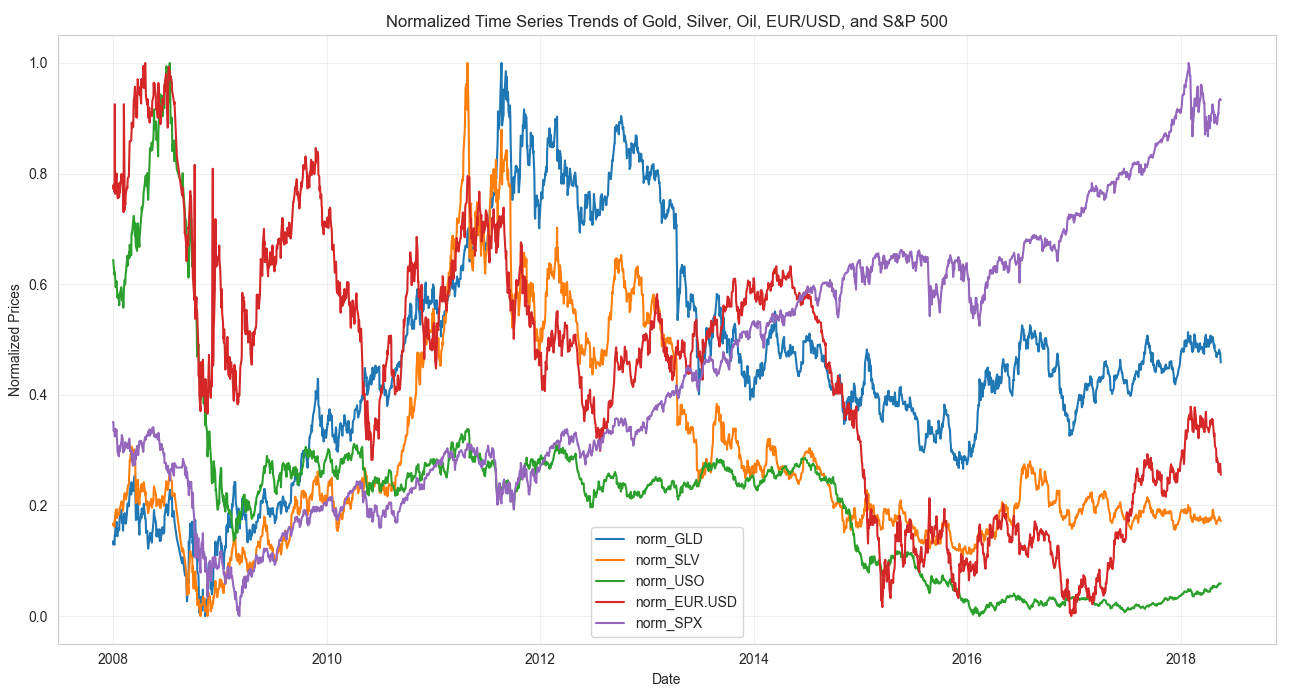 Normalized Time Series Trends of Gold, Silver, Oil, EUR/USD, and S&P 500
Normalized Prices
1.0
0.8
0.6
0.4
0.2
0.0
norm_GLD
norm_SLV
norm_USO
norm_EUR.USD
norm_SPX
2008 2010 2012 2014 2016 2018
Date